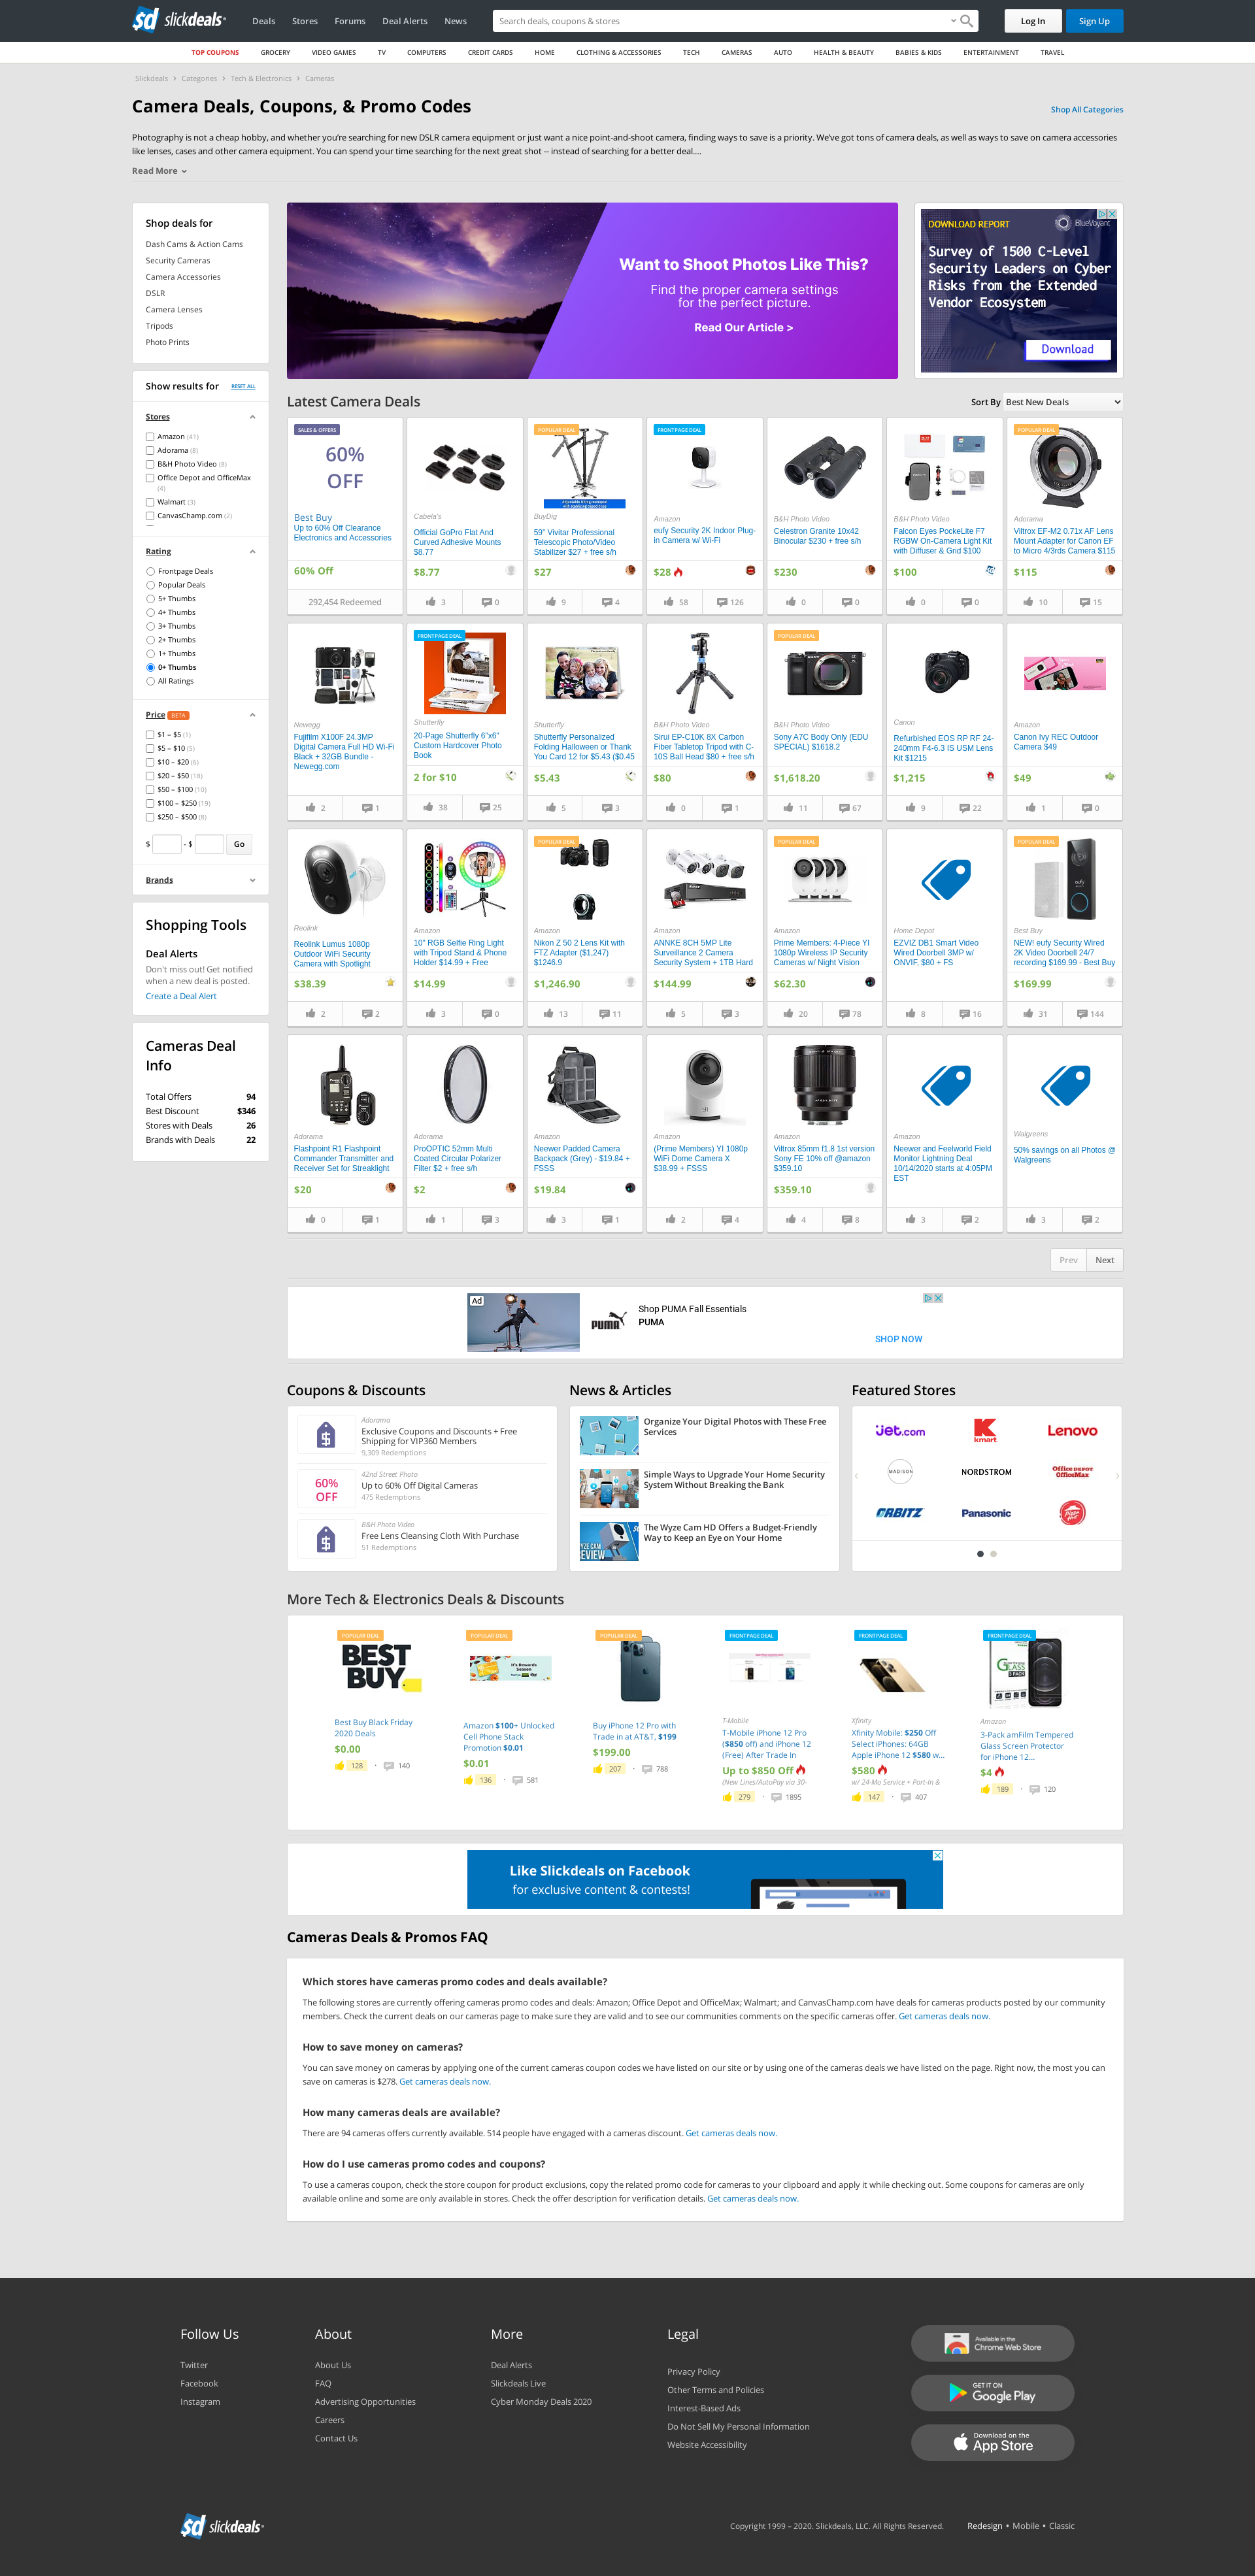 sd slickdeals
Deals
Stores
Forums
Deal Alerts
News
Search deals, coupons & stores
Log In
Sign Up
TOP COUPONS
GROCERY
VIDEO GAMES
TV
COMPUTERS
CREDIT CARDS
HOME
CLOTHING & ACCESSORIES
TECH
CAMERAS
AUTO
HEALTH & BEAUTY
BABIES & KIDS
ENTERTAINMENT
TRAVEL
Slickdeals > Categories > Tech & Electronics > Cameras
Camera Deals, Coupons, & Promo Codes
Shop All Categories
Photography is not a cheap hobby, and whether you're searching for new DSLR camera equipment or just want a nice point-and-shoot camera, finding ways to save is a priority. We've got tons of camera deals, as well as ways to save on camera accessories
like lenses, cases and other camera equipment. You can spend your time searching for the next great shot -- instead of searching for a better deal....
Read More
Shop deals for
Dash Cams & Action Cams
Security Cameras
Camera Accessories
DSLR
Camera Lenses
Tripods
Photo Prints
Show results for
RESET ALL
Stores
Amazon (41)
Adorama (8)
B&H Photo Video (8)
Office Depot and OfficeMax
(4)
Walmart (3)
CanvasChamp.com (2)
Rating
Frontpage Deals
Popular Deals
5+ Thumbs
4+ Thumbs
3+ Thumbs
2+ Thumbs
1+ Thumbs
0+ Thumbs
All Ratings
Price BETA
$1 – $5 (1)
$5 – $10 (5)
$10 – $20 (6)
$20 – $50 (18)
$50 – $100 (10)
$100 – $250 (19)
$250 – $500 (8)
$ - $ Go
Brands
Shopping Tools
Deal Alerts
Don't miss out! Get notified
when a new deal is posted.
Create a Deal Alert
Cameras Deal
Info
Total Offers 94
Best Discount $346
Stores with Deals 26
Brands with Deals 22
Want to Shoot Photos Like This?
Find the proper camera settings
for the perfect picture.
Read Our Article >
DOWNLOAD REPORT
BlueVoyant
Survey of 1500 C-Level
Security Leaders on Cyber
Risks from the Extended
Vendor Ecosystem
Download
Latest Camera Deals
Sort By Best New Deals
SALES & OFFERS
60%
OFF
Best Buy
Up to 60% Off Clearance
Electronics and Accessories
60% Off
292,454 Redeemed
Cabela's
Official GoPro Flat And
Curved Adhesive Mounts
$8.77
$8.77
3 0
POPULAR DEAL
BuyDig
59" Vivitar Professional
Telescopic Photo/Video
Stabilizer $27 + free s/h
$27
9 4
FRONTPAGE DEAL
Amazon
eufy Security 2K Indoor Plug-
in Camera w/ Wi-Fi
$28
58 126
B&H Photo Video
Celestron Granite 10x42
Binocular $230 + free s/h
$230
0 0
B&H Photo Video
Falcon Eyes PockeLite F7
RGBW On-Camera Light Kit
with Diffuser & Grid $100
$100
0 0
POPULAR DEAL
Adorama
Viltrox EF-M2 0.71x AF Lens
Mount Adapter for Canon EF
to Micro 4/3rds Camera $115
$115
10 15
Newegg
Fujifilm X100F 24.3MP
Digital Camera Full HD Wi-Fi
Black + 32GB Bundle -
Newegg.com
2 1
FRONTPAGE DEAL
Shutterfly
20-Page Shutterfly 6"x6"
Custom Hardcover Photo
Book
2 for $10
38 25
Shutterfly
Shutterfly Personalized
Folding Halloween or Thank
You Card 12 for $5.43 ($0.45
$5.43
5 3
B&H Photo Video
Sirui EP-C10K 8X Carbon
Fiber Tabletop Tripod with C-
10S Ball Head $80 + free s/h
$80
0 1
POPULAR DEAL
B&H Photo Video
Sony A7C Body Only (EDU
SPECIAL) $1618.2
$1,618.20
11 67
Canon
Refurbished EOS RP RF 24-
240mm F4-6.3 IS USM Lens
Kit $1215
$1,215
9 22
Amazon
Canon Ivy REC Outdoor
Camera $49
$49
1 0
Reolink
Reolink Lumus 1080p
Outdoor WiFi Security
Camera with Spotlight
$38.39
2 2
Amazon
10" RGB Selfie Ring Light
with Tripod Stand & Phone
Holder $14.99 + Free
$14.99
3 0
POPULAR DEAL
Amazon
Nikon Z 50 2 Lens Kit with
FTZ Adapter ($1,247)
$1246.9
$1,246.90
13 11
Amazon
ANNKE 8CH 5MP Lite
Surveillance 2 Camera
Security System + 1TB Hard
$144.99
5 3
POPULAR DEAL
Amazon
Prime Members: 4-Piece YI
1080p Wireless IP Security
Cameras w/ Night Vision
$62.30
20 78
Home Depot
EZVIZ DB1 Smart Video
Wired Doorbell 3MP w/
ONVIF, $80 + FS
8 16
POPULAR DEAL
Best Buy
NEW! eufy Security Wired
2K Video Doorbell 24/7
recording $169.99 - Best Buy
$169.99
31 144
Adorama
Flashpoint R1 Flashpoint
Commander Transmitter and
Receiver Set for Streaklight
$20
0 1
Adorama
ProOPTIC 52mm Multi
Coated Circular Polarizer
Filter $2 + free s/h
$2
1 3
Amazon
Neewer Padded Camera
Backpack (Grey) - $19.84 +
FSSS
$19.84
3 1
Amazon
(Prime Members) YI 1080p
WiFi Dome Camera X
$38.99 + FSSS
2 4
Amazon
Viltrox 85mm f1.8 1st version
Sony FE 10% off @amazon
$359.10
$359.10
4 8
Amazon
Neewer and Feelworld Field
Monitor Lightning Deal
10/14/2020 starts at 4:05PM
EST
3 2
Walgreens
50% savings on all Photos @
Walgreens
3 2
Prev Next
Ad
PUMA
Shop PUMA Fall Essentials
PUMA
SHOP NOW
Coupons & Discounts
Adorama
Exclusive Coupons and Discounts + Free
Shipping for VIP360 Members
9,309 Redemptions
60%
OFF
42nd Street Photo
Up to 60% Off Digital Cameras
475 Redemptions
B&H Photo Video
Free Lens Cleansing Cloth With Purchase
51 Redemptions
News & Articles
Organize Your Digital Photos with These Free
Services
Simple Ways to Upgrade Your Home Security
System Without Breaking the Bank
The Wyze Cam HD Offers a Budget-Friendly
Way to Keep an Eye on Your Home
Featured Stores
Jet.com
kmart
Lenovo
MADISON
NORDSTROM
Office DEPOT
OfficeMax
ORBITZ
Panasonic
Pizza Hut
More Tech & Electronics Deals & Discounts
POPULAR DEAL
BEST
BUY
Best Buy Black Friday
2020 Deals
$0.00
128 · 140
POPULAR DEAL
Amazon $100+ Unlocked
Cell Phone Stack
Promotion $0.01
$0.01
136 · 581
POPULAR DEAL
Buy iPhone 12 Pro with
Trade in at AT&T, $199
$199.00
207 · 788
FRONTPAGE DEAL
T-Mobile
T-Mobile iPhone 12 Pro
($850 off) and iPhone 12
(Free) After Trade In
Up to $850 Off
(New Lines/AutoPay via 30-
279 · 1895
FRONTPAGE DEAL
Xfinity
Xfinity Mobile: $250 Off
Select iPhones: 64GB
Apple iPhone 12 $580 w...
$580
w/ 24-Mo Service + Port-In &
147 · 407
FRONTPAGE DEAL
GLASS
Amazon
3-Pack amFilm Tempered
Glass Screen Protector
for iPhone 12...
$4
189 · 120
Like Slickdeals on Facebook
for exclusive content & contests!
Cameras Deals & Promos FAQ
Which stores have cameras promo codes and deals available?
The following stores are currently offering cameras promo codes and deals: Amazon; Office Depot and OfficeMax; Walmart; and CanvasChamp.com have deals for cameras products posted by our community
members. Check the current deals on our cameras page to make sure they are valid and to see our communities comments on the specific cameras offer. Get cameras deals now.
How to save money on cameras?
You can save money on cameras by applying one of the current cameras coupon codes we have listed on our site or by using one of the cameras deals we have listed on the page. Right now, the most you can
save on cameras is $278. Get cameras deals now.
How many cameras deals are available?
There are 94 cameras offers currently available. 514 people have engaged with a cameras discount. Get cameras deals now.
How do I use cameras promo codes and coupons?
To use a cameras coupon, check the store coupon for product exclusions, copy the related promo code for cameras to your clipboard and apply it while checking out. Some coupons for cameras are only
available online and some are only available in stores. Check the offer description for verification details. Get cameras deals now.
Follow Us
Twitter
Facebook
Instagram
About
About Us
FAQ
Advertising Opportunities
Careers
Contact Us
More
Deal Alerts
Slickdeals Live
Cyber Monday Deals 2020
Legal
Privacy Policy
Other Terms and Policies
Interest-Based Ads
Do Not Sell My Personal Information
Website Accessibility
Available in the
Chrome Web Store
GET IT ON
Google Play
Download on the
App Store
sd slickdeals
Copyright 1999 – 2020. Slickdeals, LLC. All Rights Reserved.
Redesign • Mobile • Classic